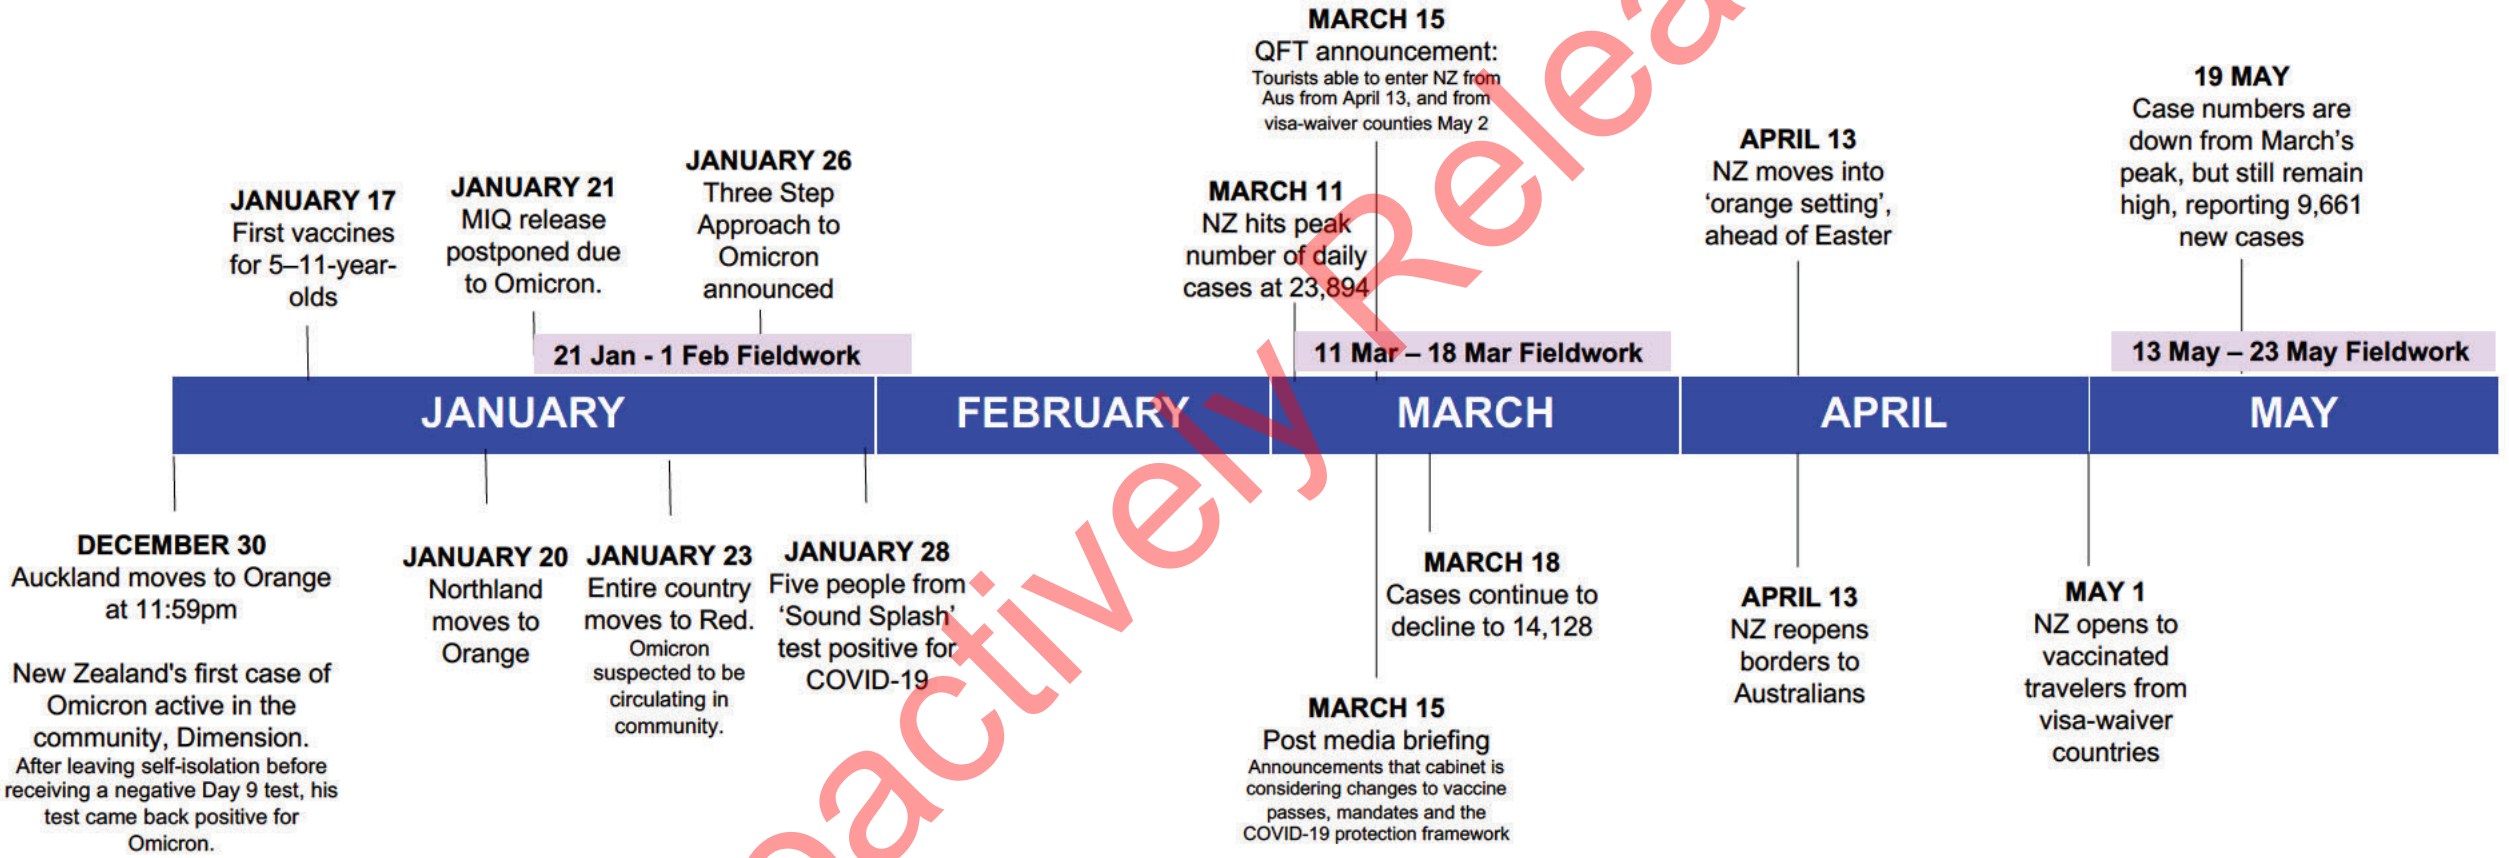 MARCH 15
QFT announcement:
Tourists able to enter NZ from
Aus from April 13, and from
visa-waiver counties May 2
19 MAY
Case numbers are
down from March's
peak, but still remain
high, reporting 9,661
new cases
APRIL 13
NZ moves into
'orange setting',
ahead of Easter
JANUARY 26
Three Step
Approach to
Omicron
announced
JANUARY 21
MIQ release
postponed due
to Omicron.
MARCH 11
NZ hits peak
number of daily
cases at 23,894
JANUARY 17
First vaccines
for 5–11-year-
olds
21 Jan - 1 Feb Fieldwork
11 Mar – 18 Mar Fieldwork
13 May – 23 May Fieldwork
JANUARY
FEBRUARY
MARCH
APRIL
MAY
DECEMBER 30
Auckland moves to Orange
at 11:59pm
New Zealand's first case of
Omicron active in the
community, Dimension.
After leaving self-isolation before
receiving a negative Day 9 test, his
test came back positive for
Omicron.
JANUARY 20
Northland
moves to
Orange
JANUARY 23
Entire country
moves to Red.
Omicron
suspected to be
circulating in
community.
JANUARY 28
Five people from
'Sound Splash'
test positive for
COVID-19
MARCH 15
Post media briefing
Announcements that cabinet is
considering changes to vaccine
passes, mandates and the
COVID-19 protection framework
MARCH 18
Cases continue to
decline to 14,128
APRIL 13
NZ reopens
borders to
Australians
MAY 1
NZ opens to
vaccinated
travelers from
visa-waiver
countries